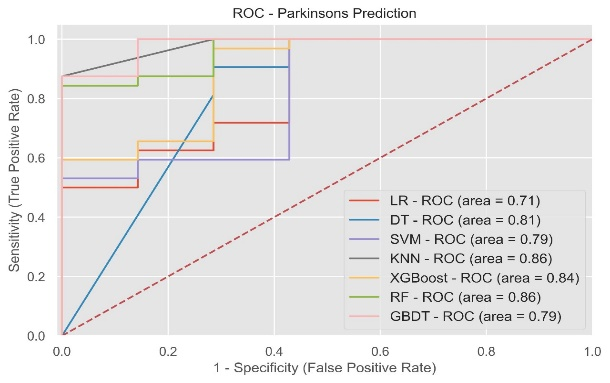 ROC - Parkinsons Prediction
Sensitivity (True Positive Rate)
1.0
0.8
0.6
0.4
0.2
0.0
LR - ROC (area = 0.71)
DT - ROC (area = 0.81)
SVM - ROC (area = 0.79)
KNN - ROC (area = 0.86)
XGBoost - ROC (area = 0.84)
RF - ROC (area = 0.86)
GBDT - ROC (area = 0.79)
0.0 0.2 0.4 0.6 0.8 1.0
1 - Specificity (False Positive Rate)